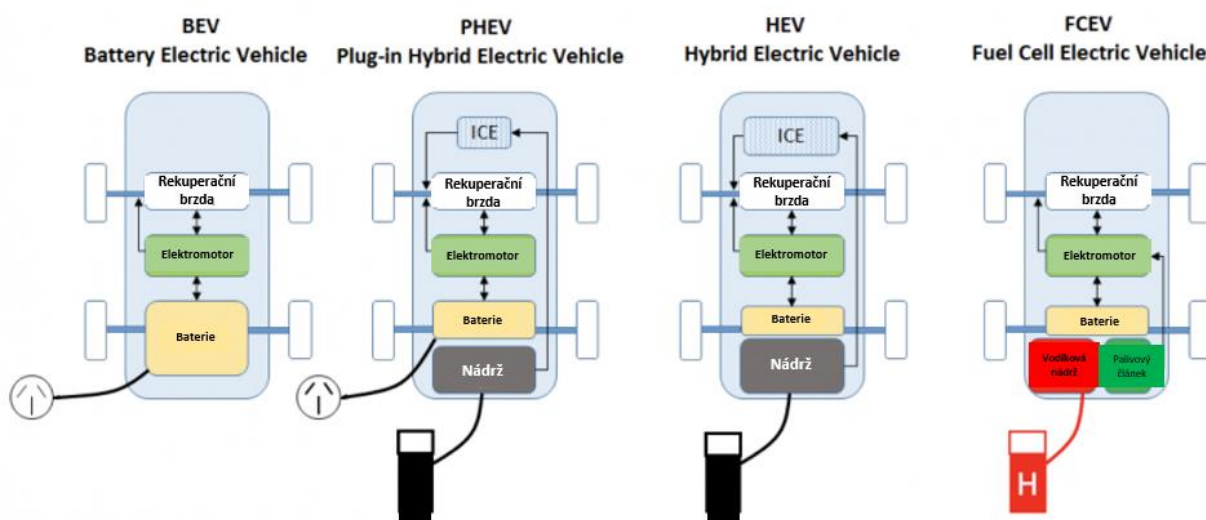 BEV
Battery Electric Vehicle
Rekuperační
brzda
Elektromotor
Baterie
PHEV
Plug-in Hybrid Electric Vehicle
ICE
Rekuperační
brzda
Elektromotor
Baterie
Nádrž
HEV
Hybrid Electric Vehicle
ICE
Rekuperační
brzda
Elektromotor
Baterie
Nádrž
FCEV
Fuel Cell Electric Vehicle
Rekuperační
brzda
Elektromotor
Baterie
Vodíková
nádrž
Palivový
článek
H